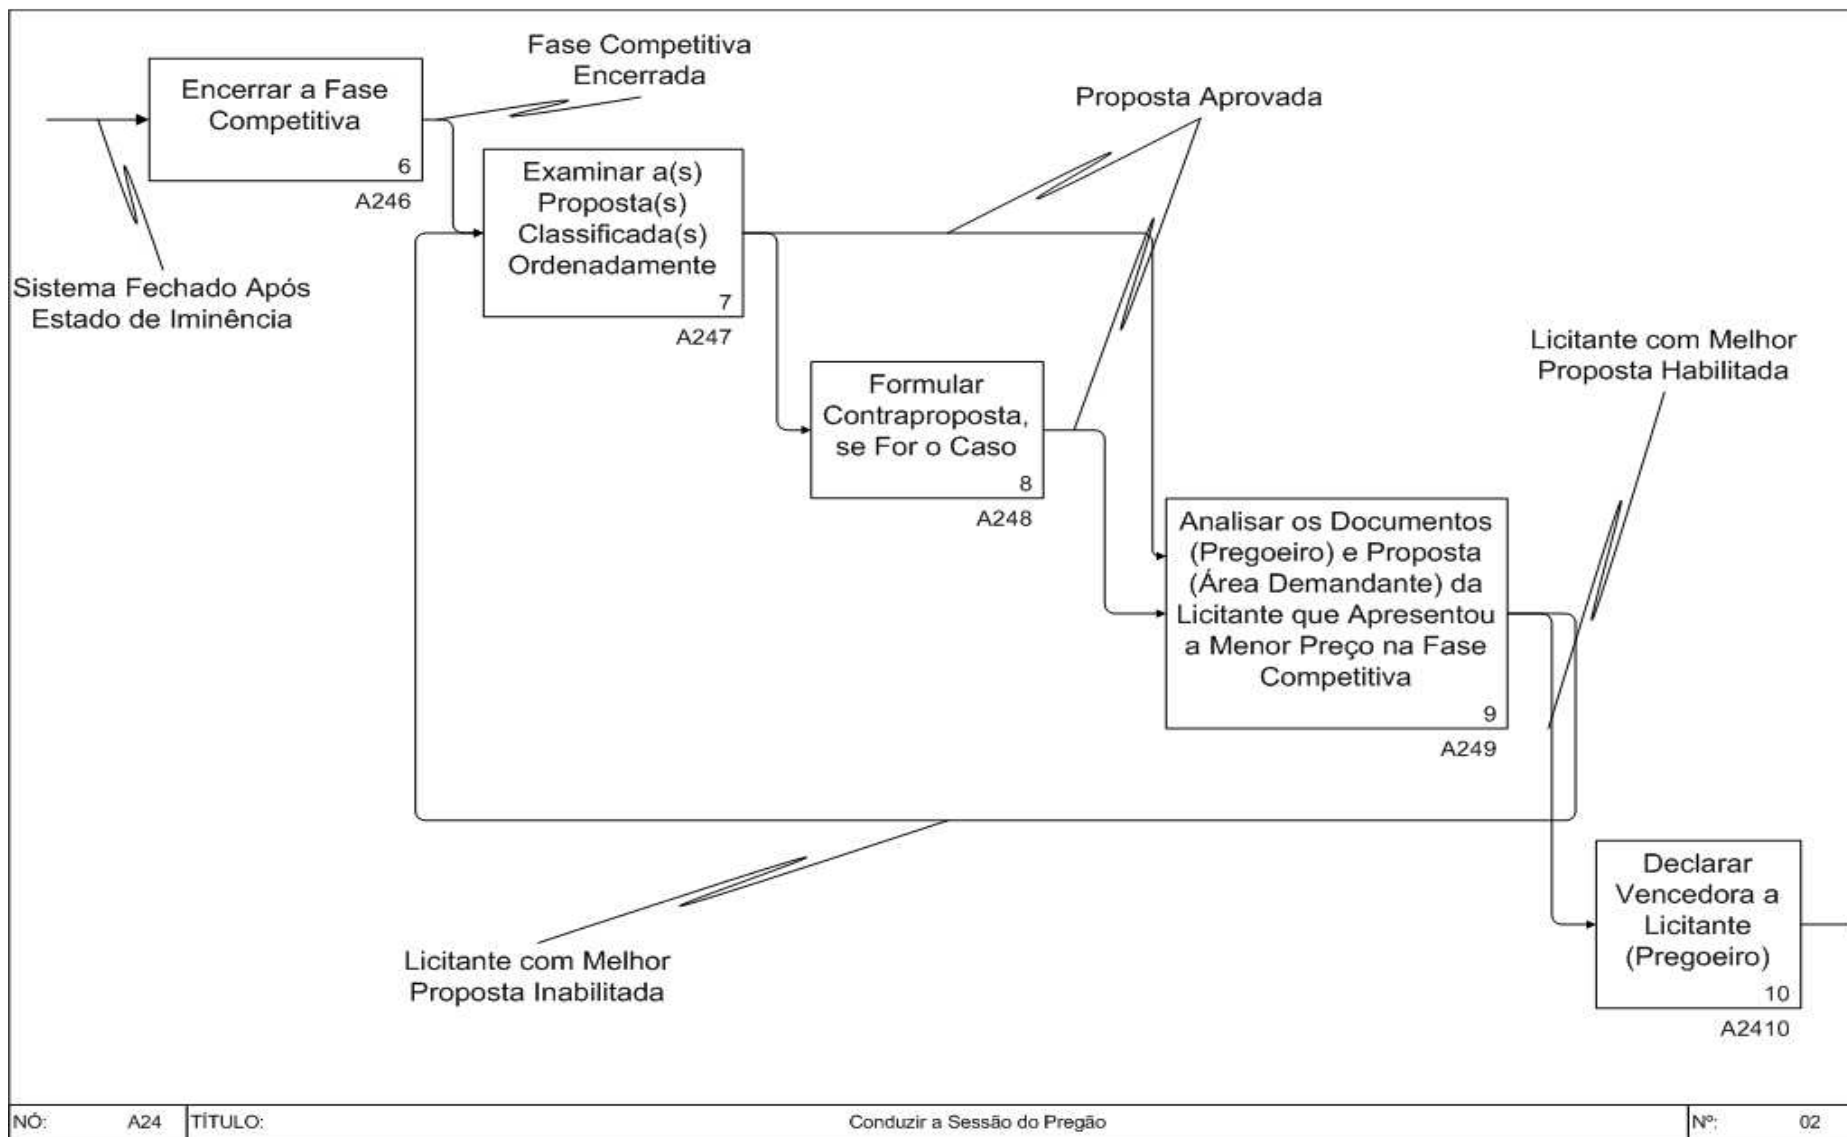 Fase Competitiva
Encerrada
Encerrar a Fase
Competitiva
6
A246
Proposta Aprovada
Examinar a(s)
Proposta(s)
Classificada(s)
Ordenadamente
7
A247
Sistema Fechado Após
Estado de Iminência
Licitante com Melhor
Proposta Habilitada
Formular
Contraproposta,
se For o Caso
8
A248
Analisar os Documentos
(Pregoeiro) e Proposta
(Área Demandante) da
Licitante que Apresentou
a Menor Preço na Fase
Competitiva
9
A249
Declarar
Vencedora a
Licitante
(Pregoeiro)
10
A2410
Licitante com Melhor
Proposta Inabilitada
NÓ: A24 TÍTULO: Conduzir a Sessão do Pregão Nº: 02